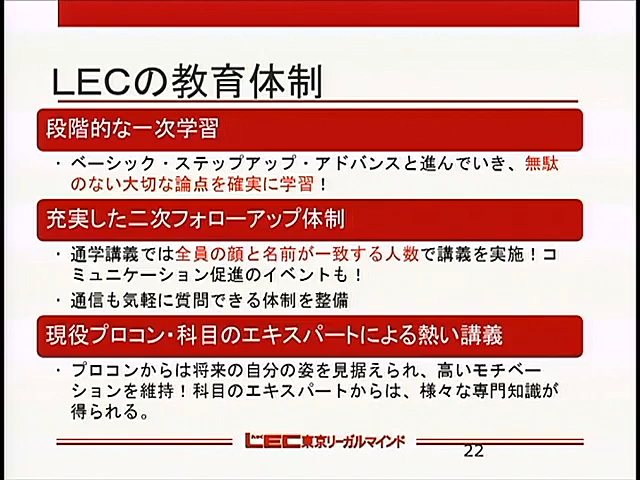 LECの教育体制
段階的な一次学習
・ベーシック・ステップアップ・アドバンスと進んでいき、無駄
のない大切な論点を確実に学習！
充実した二次フォローアップ体制
・通学講義では全員の顔と名前が一致する人数で講義を実施！コ
ミュニケーション促進のイベントも！
・通信も気軽に質問できる体制を整備
現役プロコン・科目のエキスパートによる熱い講義
・プロコンからは将来の自分の姿を見据えられ、高いモチベー
ションを維持！科目のエキスパートからは、様々な専門知識が
得られる。
LEC東京リーガルマインド
22